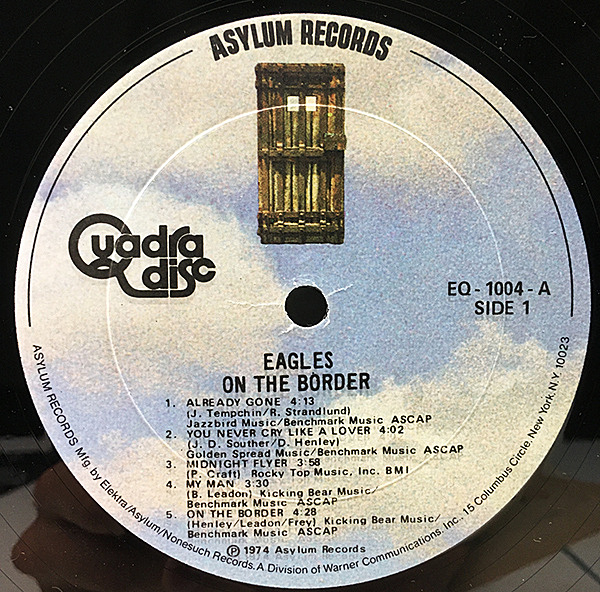 ASYLUM RECORDS
Quadradisc
EQ - 1004 - A
SIDE 1
EAGLES
ON THE BORDER
1. ALREADY GONE 4:13
(J. Tempchin/R. Strandlund)
Jazzbird Music/Benchmark Music ASCAP
2. YOU NEVER CRY LIKE A LOVER 4:02
(J. D. Souther/D. Henley)
Golden Spread Music/Benchmark Music ASCAP
3. MIDNIGHT FLYER 3:58
(P. Craft) Rocky Top Music, Inc. BMI
4. MY MAN 3:30
(B. Leadon) Kicking Bear Music/
Benchmark Music ASCAP
5. ON THE BORDER 4:28
(Henley/Leadon/Frey) Kicking Bear Music/
Benchmark Music ASCAP
Ⓟ 1974 Asylum Records
ASYLUM RECORDS Mfg. by Elektra/Asylum/Nonesuch Records. A Division of Warner Communications, Inc., 15 Columbus Circle, New York, N.Y. 10023